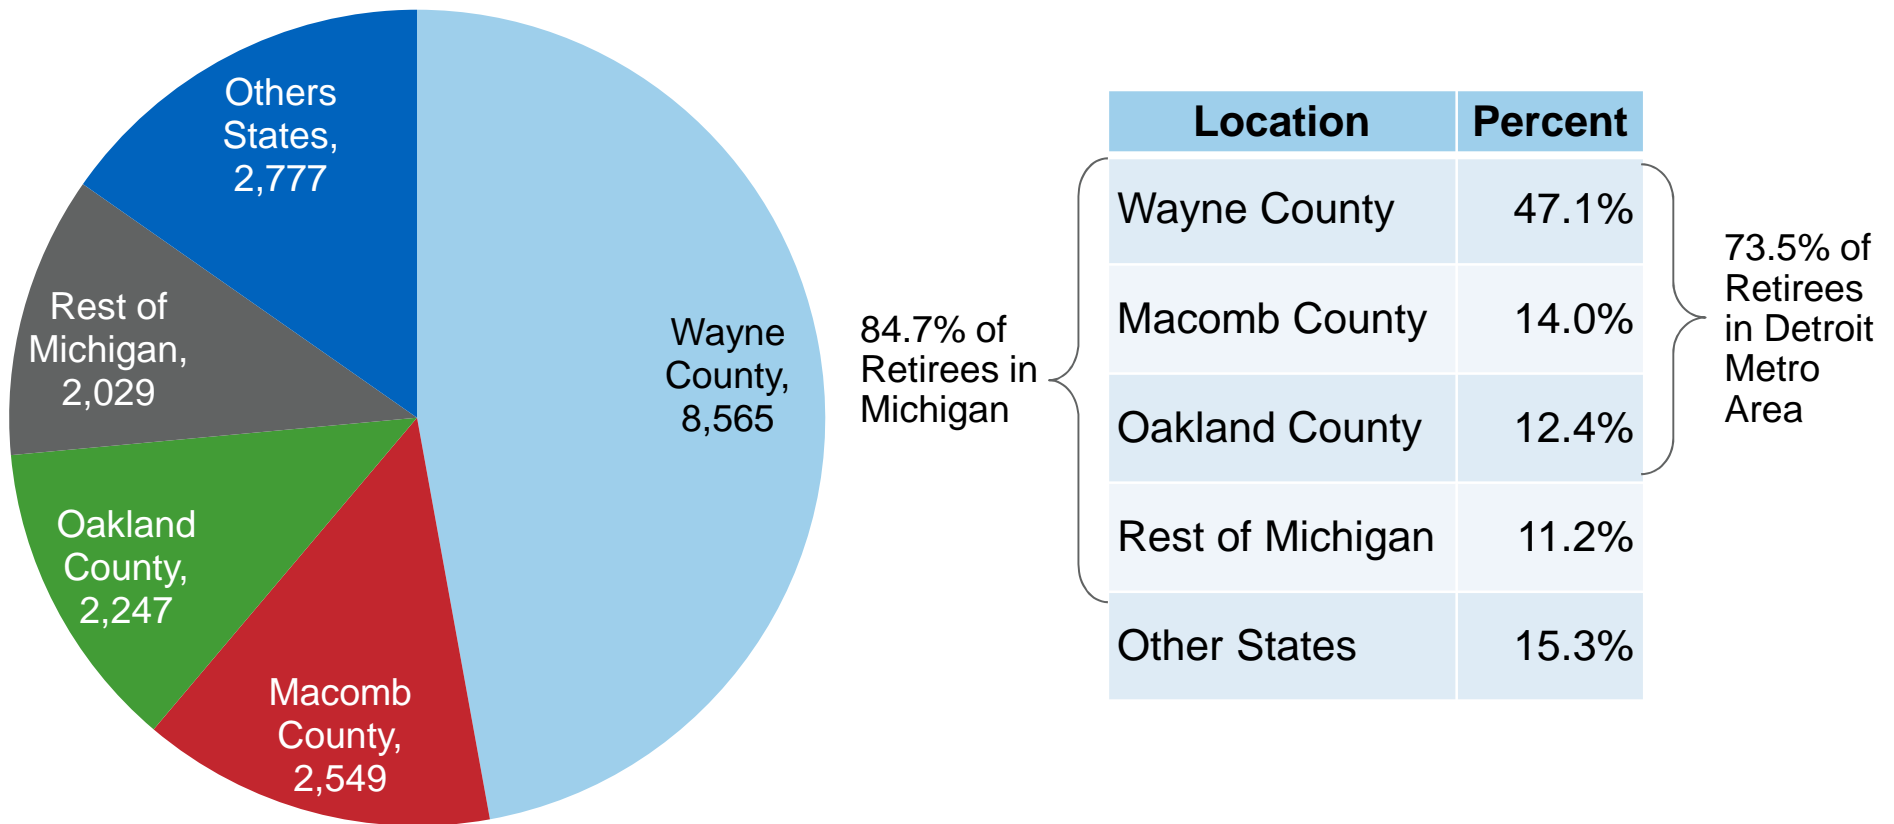 Others
States,
2,777
Rest of
Michigan,
2,029
Oakland
County,
2,247
Macomb
County,
2,549
Wayne
County,
8,565
84.7% of
Retirees in
Michigan
Location Percent
Wayne County 47.1%
Macomb County 14.0%
Oakland County 12.4%
Rest of Michigan 11.2%
Other States 15.3%
73.5% of
Retirees
in Detroit
Metro
Area